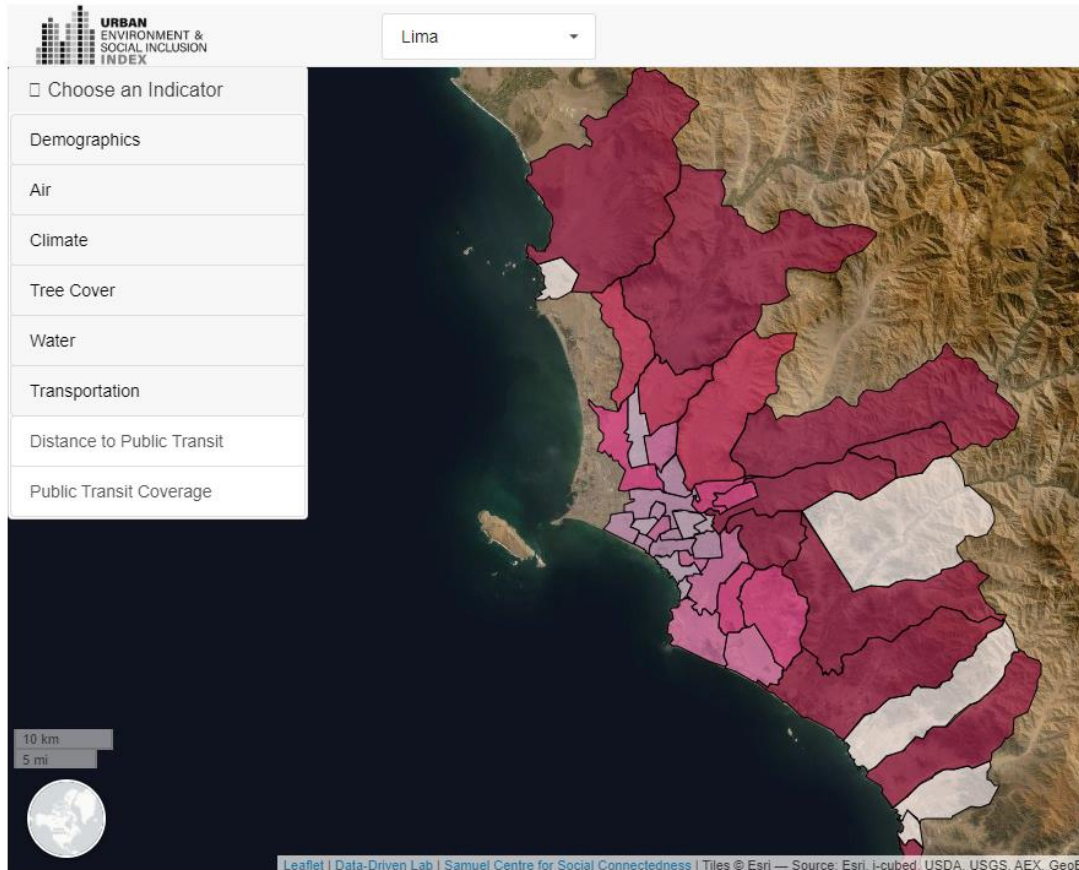 URBAN
ENVIRONMENT &
SOCIAL INCLUSION
INDEX
Lima
Choose an Indicator
Demographics
Air
Climate
Tree Cover
Water
Transportation
Distance to Public Transit
Public Transit Coverage
10 km
5 mi
Leaflet | Data-Driven Lab | Samuel Centre for Social Connectedness | Tiles © Esri — Source: Esri, i-cubed, USDA, USGS, AEX, GeoE